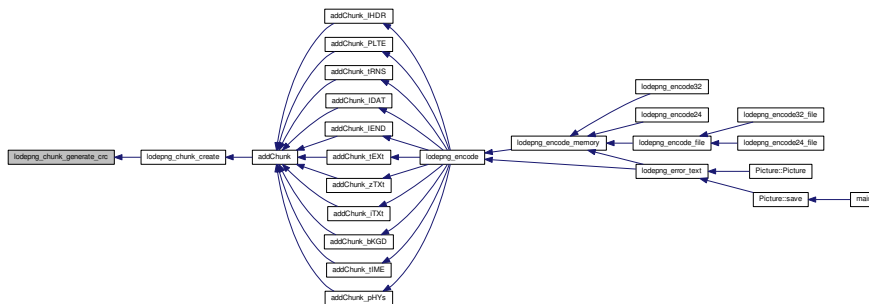 lodepng_chunk_generate_crc
lodepng_chunk_create
addChunk
addChunk_IHDR
addChunk_PLTE
addChunk_tRNS
addChunk_IDAT
addChunk_IEND
addChunk_tEXt
addChunk_zTXt
addChunk_iTXt
addChunk_bKGD
addChunk_tIME
addChunk_pHYs
lodepng_encode
lodepng_encode_memory
lodepng_error_text
lodepng_encode32
lodepng_encode24
lodepng_encode_file
lodepng_encode32_file
lodepng_encode24_file
Picture::Picture
Picture::save
main